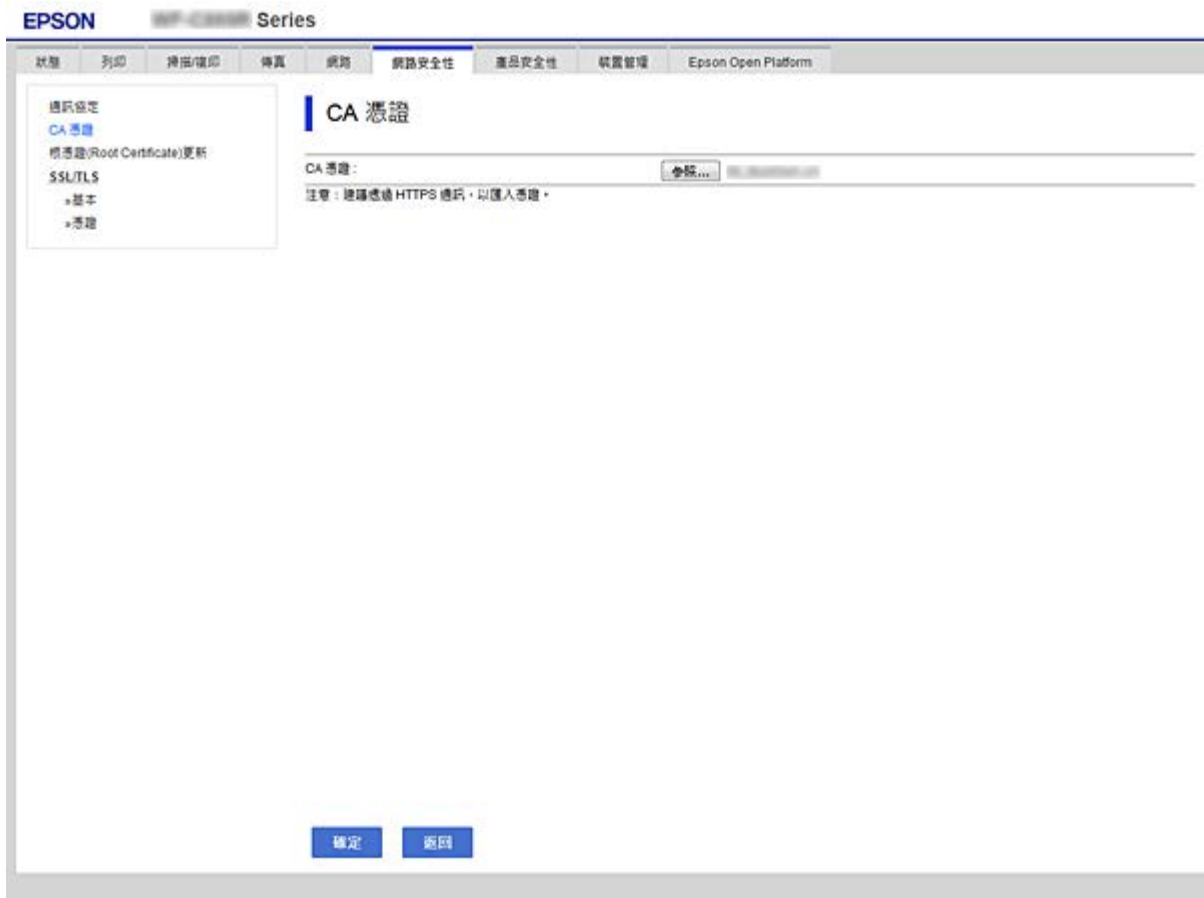 EPSON Series
狀態 列印 掃描/複印 傳真 網路 網路安全性 產品安全性 裝置管理 Epson Open Platform
通訊協定
CA 憑證
根憑證(Root Certificate)更新
SSL/TLS
»基本
»憑證
CA 憑證
CA 憑證 : 參照...
注意：建議透過 HTTPS 通訊，以匯入憑證。
確定 返回